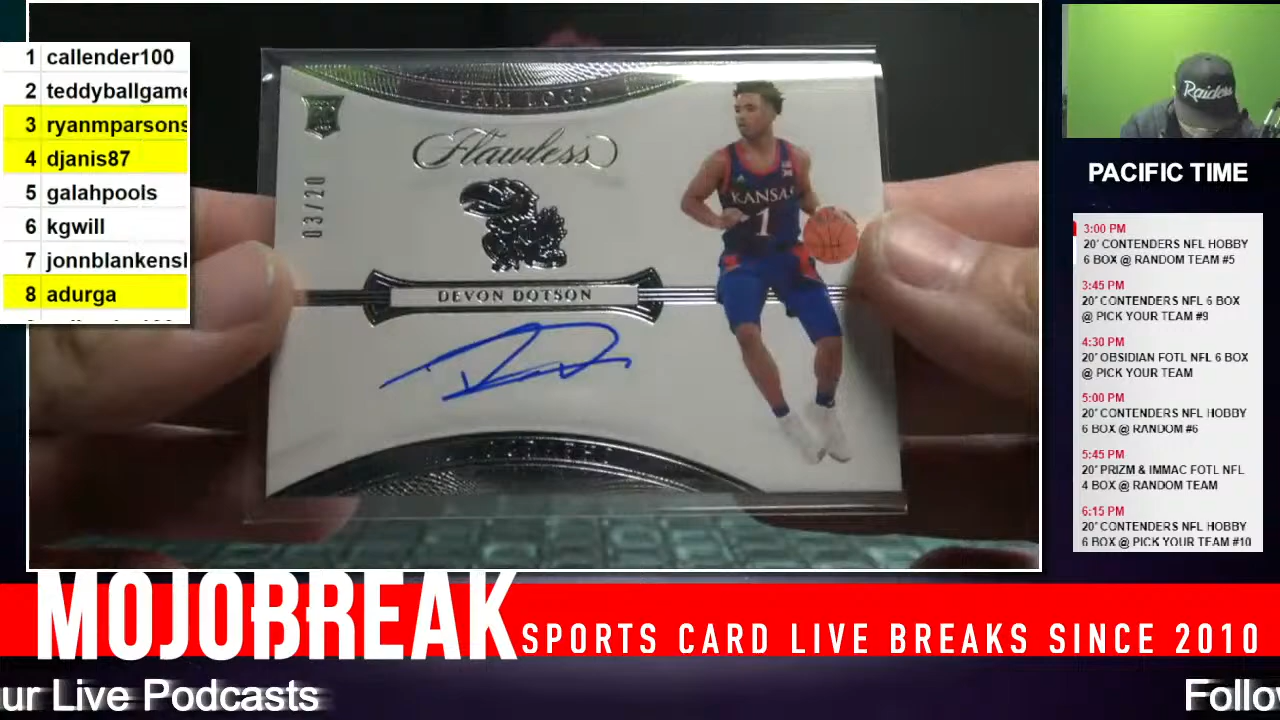 1 callender100
2 teddyballgame
3 ryanmparsons
4 djanis87
5 galahpools
6 kgwill
7 jonnblankensl
8 adurga
TEAM LOGO
Flawless
03/20
KANSAS
1
DEVON DOTSON
Raiders
PACIFIC TIME
3:00 PM
20' CONTENDERS NFL HOBBY
6 BOX @ RANDOM TEAM #5
3:45 PM
20' CONTENDERS NFL 6 BOX
@ PICK YOUR TEAM #9
4:30 PM
20' OBSIDIAN FOTL NFL 6 BOX
@ PICK YOUR TEAM
5:00 PM
20' CONTENDERS NFL HOBBY
6 BOX @ RANDOM #6
5:45 PM
20' PRIZM & IMMAC FOTL NFL
4 BOX @ RANDOM TEAM
6:15 PM
20' CONTENDERS NFL HOBBY
6 BOX @ PICK YOUR TEAM #10
MOJOBREAK
SPORTS CARD LIVE BREAKS SINCE 2010
ur Live Podcasts
Follow